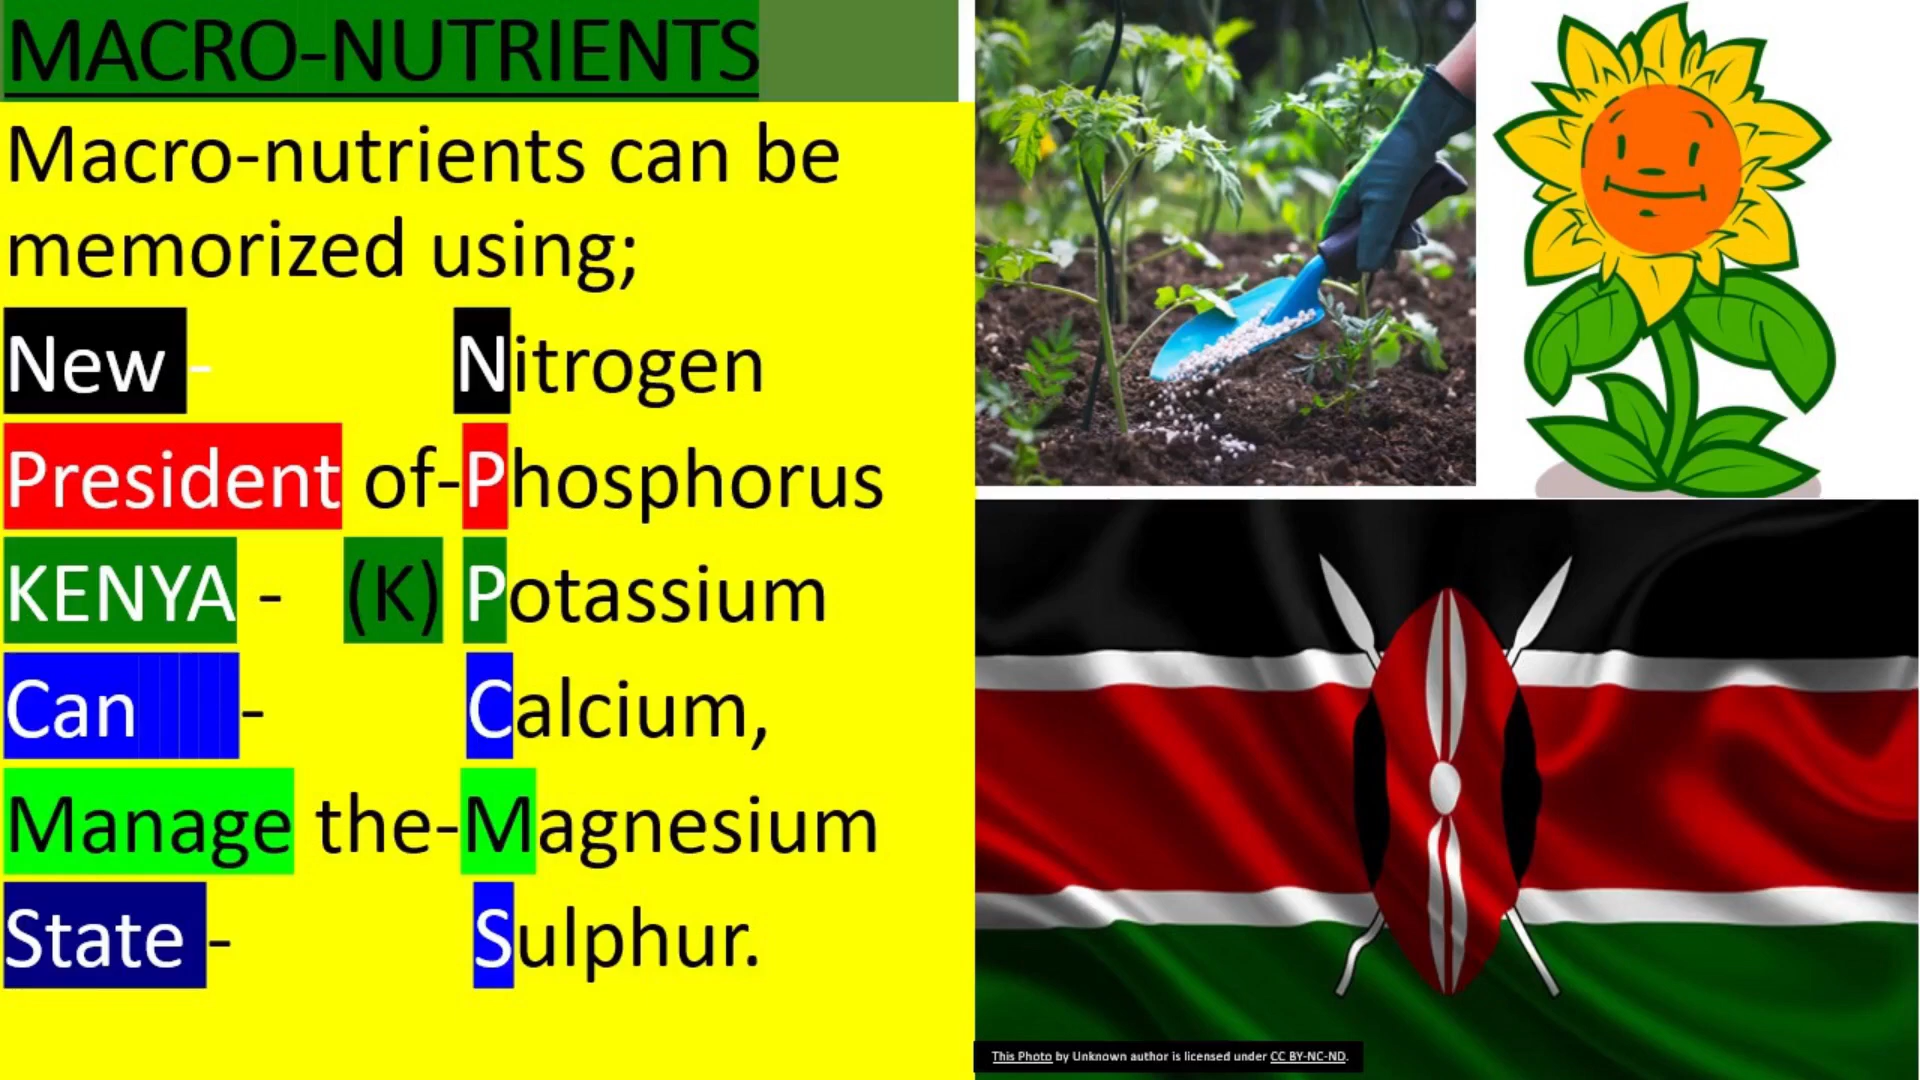 MACRO-NUTRIENTS
Macro-nutrients can be
memorized using;
New - Nitrogen
President of-Phosphorus
KENYA - (K) Potassium
Can - Calcium,
Manage the-Magnesium
State - Sulphur.
This Photo by Unknown author is licensed under CC BY-NC-ND.